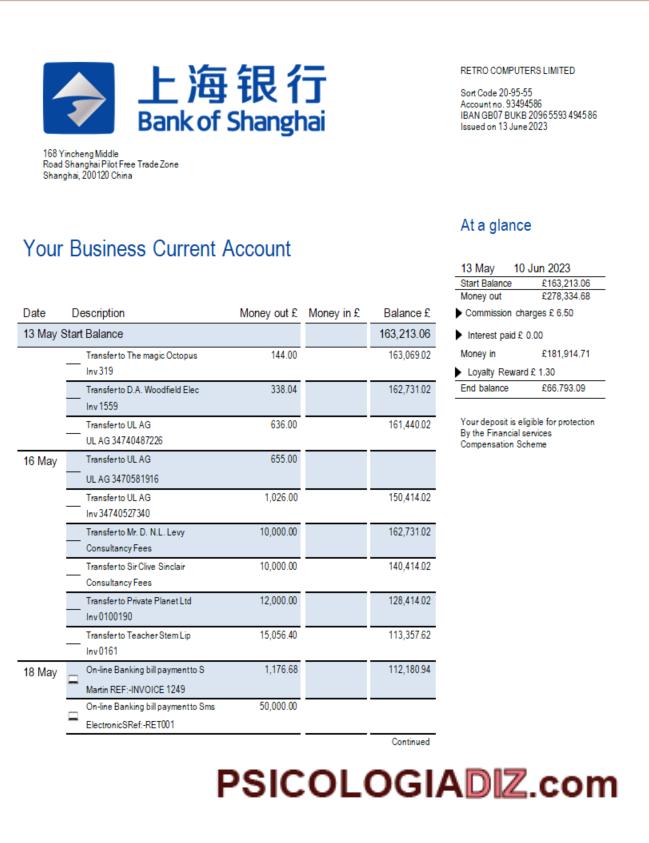 上海银行
Bank of Shanghai
168 Yincheng Middle
Road Shanghai Pilot Free Trade Zone
Shanghai, 200120 China
RETRO COMPUTERS LIMITED
Sort Code 20-95-55
Account no. 93494586
IBAN GB07 BUKB 20965593 494586
Issued on 13 June 2023
At a glance
13 May 10 Jun 2023
Start Balance £163,213.06
Money out £278,334.68
Commission charges £ 6.50
Interest paid £ 0.00
Money in £181,914.71
Loyalty Reward £ 1.30
End balance £66.793.09
Your deposit is eligible for protection
By the Financial services
Compensation Scheme
Your Business Current Account
Date Description Money out £ Money in £ Balance £
13 May Start Balance 163,213.06
Transfer to The magic Octopus 144.00 163,069.02
Inv 319
Transfer to D.A. Woodfield Elec 338.04 162,731.02
Inv 1559
Transfer to UL AG 636.00 161,440.02
UL AG 34740487226
16 May Transfer to UL AG 655.00
UL AG 3470581916
Transfer to UL AG 1,026.00 150,414.02
Inv 34740527340
Transfer to Mr. D. N.L. Levy 10,000.00 162,731.02
Consultancy Fees
Transfer to Sir Clive Sinclair 10,000.00 140,414.02
Consultancy Fees
Transfer to Private Planet Ltd 12,000.00 128,414.02
Inv 0100190
Transfer to Teacher Stem Lip 15,056.40 113,357.62
Inv 0161
18 May On-line Banking bill payment to S 1,176.68 112,180.94
Martin REF:-INVOICE 1249
On-line Banking bill payment to Sms 50,000.00
ElectronicSRef:-RET001
Continued
PSICOLOGIADIZ.com